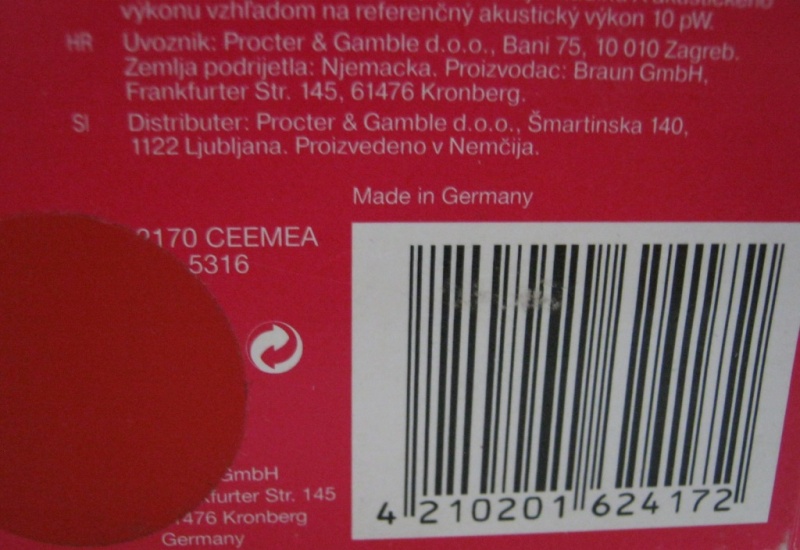 výkonu vzhľadom na referenčný akustický výkon 10 pW.
HR Uvoznik: Procter & Gamble d.o.o., Bani 75, 10 010 Zagreb.
Zemlja podrijetla: Njemacka. Proizvodac: Braun GmbH,
Frankfurter Str. 145, 61476 Kronberg.
SI Distributer: Procter & Gamble d.o.o., Šmartinska 140,
1122 Ljubljana. Proizvedeno v Nemčija.
Made in Germany
2170 CEEMEA
5316
GmbH
Str. 145
Kronberg
Germany
4 210201 624172